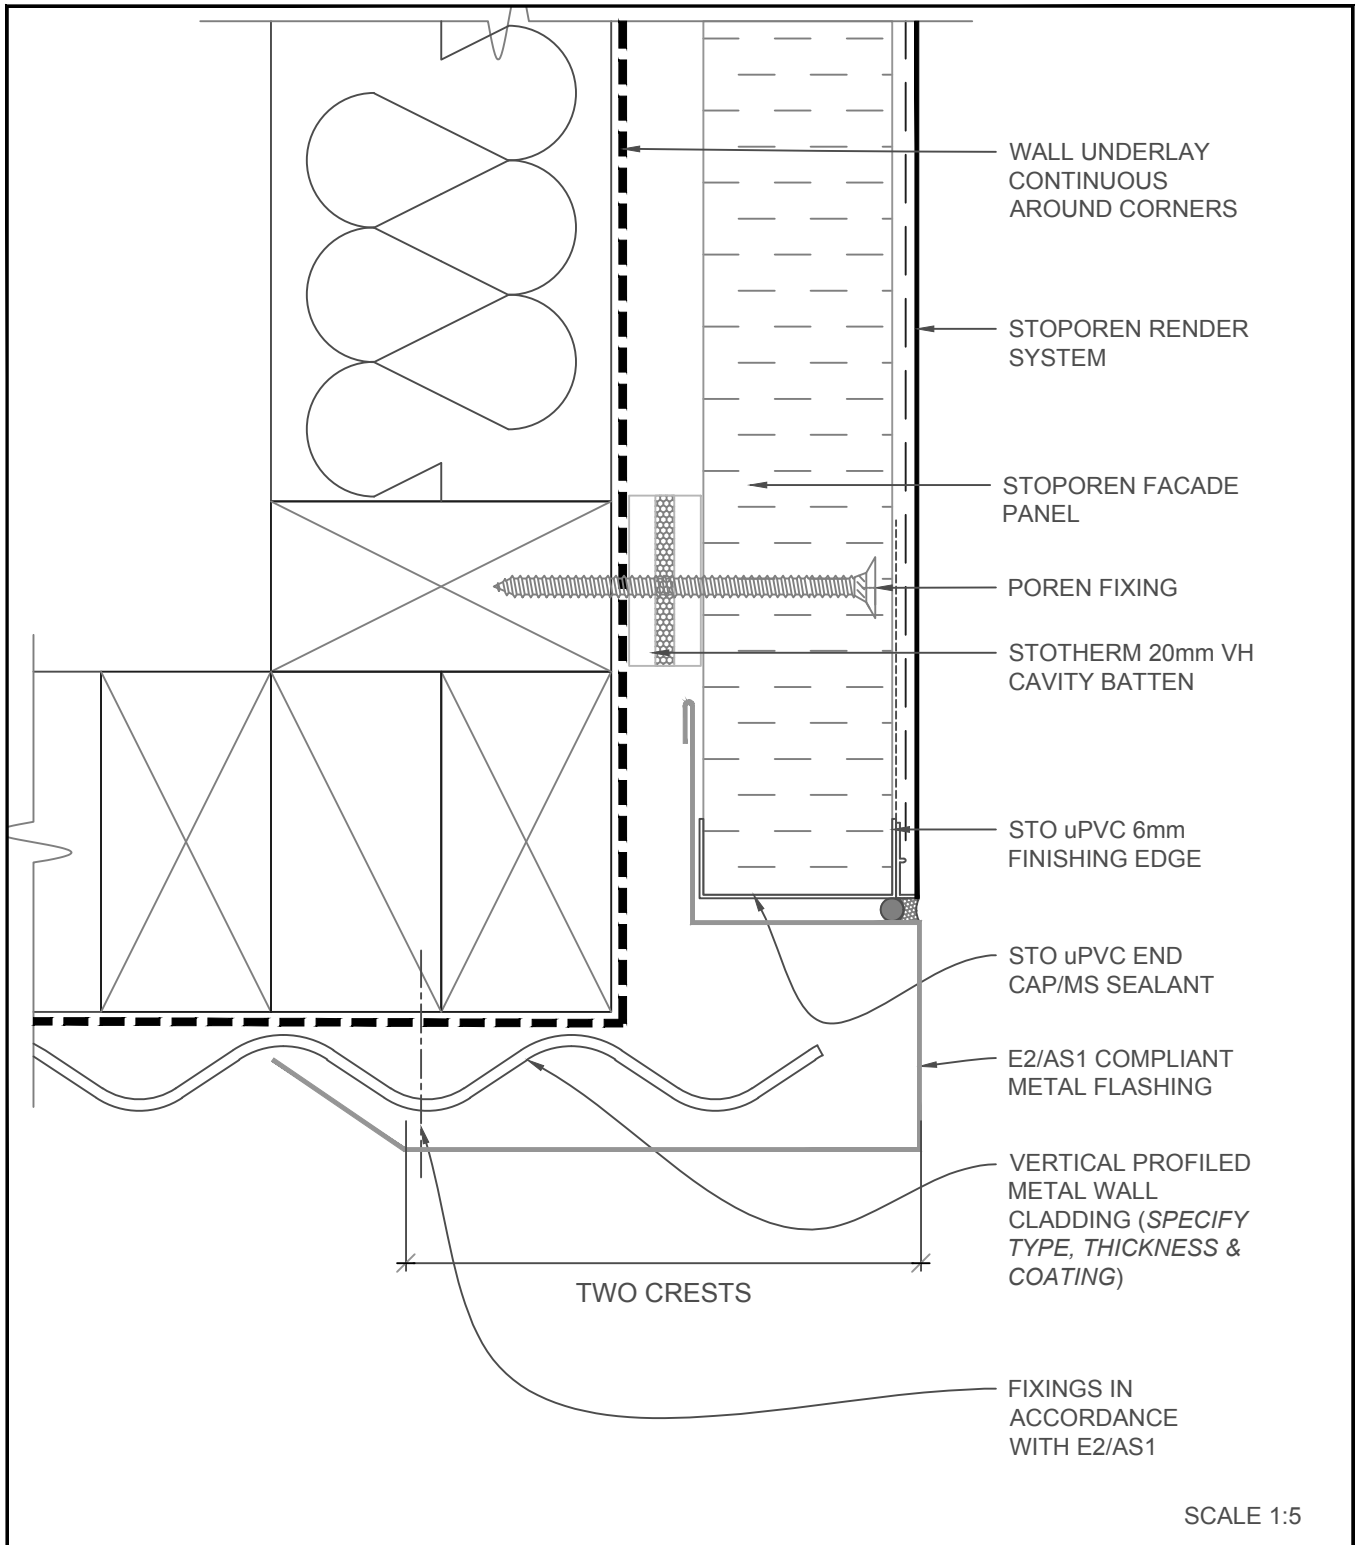 WALL UNDERLAY
CONTINUOUS
AROUND CORNERS
STOPOREN RENDER
SYSTEM
STOPOREN FACADE
PANEL
POREN FIXING
STOTHERM 20mm VH
CAVITY BATTEN
STO uPVC 6mm
FINISHING EDGE
STO uPVC END
CAP/MS SEALANT
E2/AS1 COMPLIANT
METAL FLASHING
VERTICAL PROFILED
METAL WALL
CLADDING (SPECIFY
TYPE, THICKNESS &
COATING)
TWO CRESTS
FIXINGS IN
ACCORDANCE
WITH E2/AS1
SCALE 1:5